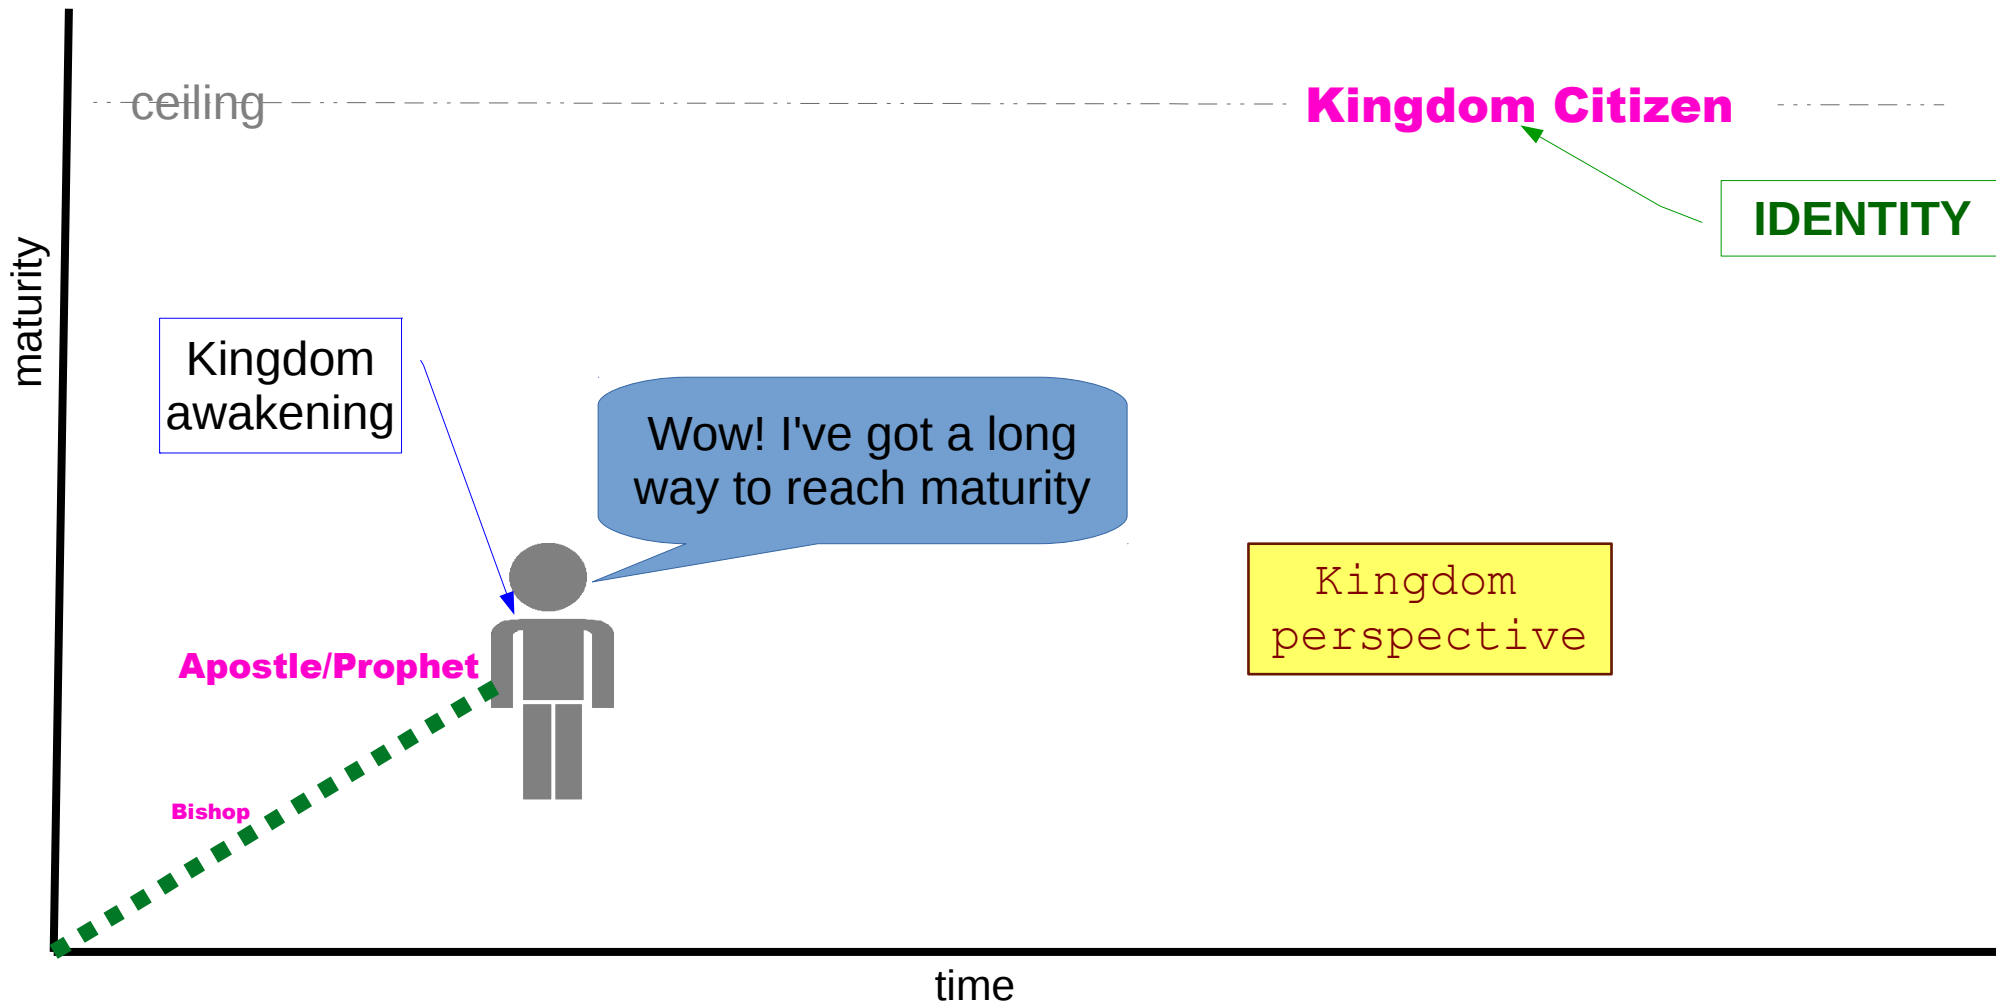 ceiling
Kingdom Citizen
IDENTITY
maturity
Kingdom
awakening
Wow! I've got a long
way to reach maturity
Kingdom
perspective
Apostle/Prophet
Bishop
time